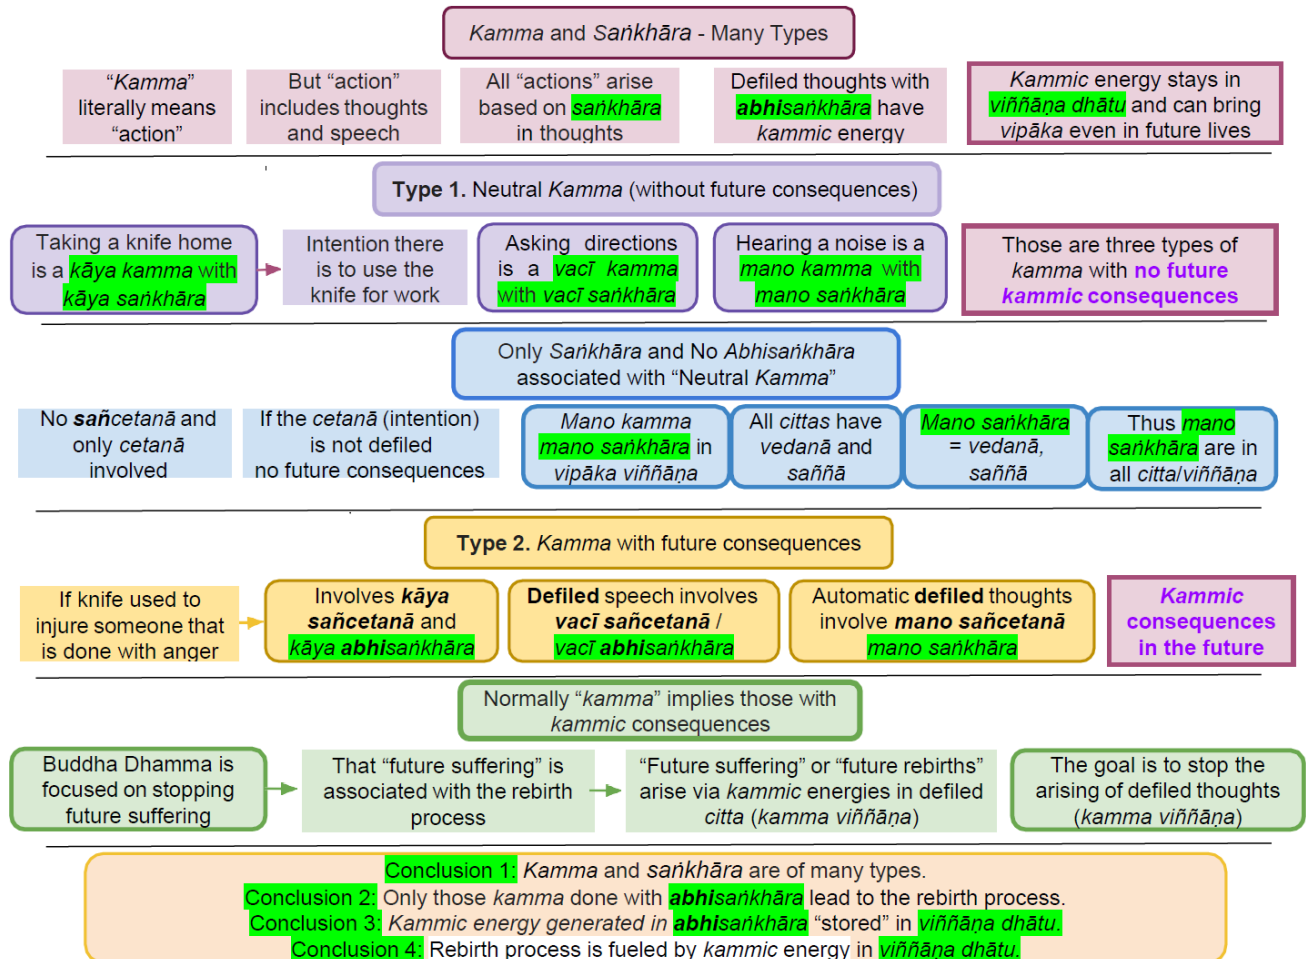 Kamma and Saṅkhāra - Many Types
“Kamma”
literally means
“action”
But “action”
includes thoughts
and speech
All “actions” arise
based on saṅkhāra
in thoughts
Defiled thoughts with
abhisaṅkhāra have
kammic energy
Kammic energy stays in
viññāṇa dhātu and can bring
vipāka even in future lives
Type 1. Neutral Kamma (without future consequences)
Taking a knife home
is a kāya kamma with
kāya saṅkhāra
Intention there
is to use the
knife for work
Asking directions
is a vacī kamma
with vacī saṅkhāra
Hearing a noise is a
mano kamma with
mano saṅkhāra
Those are three types of
kamma with no future
kammic consequences
Only Saṅkhāra and No Abhisaṅkhāra
associated with “Neutral Kamma”
No sañcetanā and
only cetanā
involved
If the cetanā (intention)
is not defiled
no future consequences
Mano kamma
mano saṅkhāra in
vipāka viññāṇa
All cittas have
vedanā and
saññā
Mano saṅkhāra
= vedanā,
saññā
Thus mano
saṅkhāra are in
all citta/viññāṇa
Type 2. Kamma with future consequences
If knife used to
injure someone that
is done with anger
Involves kāya
sañcetanā and
kāya abhisaṅkhāra
Defiled speech involves
vacī sañcetanā /
vacī abhisaṅkhāra
Automatic defiled thoughts
involve mano sañcetanā
mano saṅkhāra
Kammic
consequences
in the future
Normally “kamma” implies those with
kammic consequences
Buddha Dhamma is
focused on stopping
future suffering
That “future suffering” is
associated with the rebirth
process
“Future suffering” or “future rebirths”
arise via kammic energies in defiled
citta (kamma viññāṇa)
The goal is to stop the
arising of defiled thoughts
(kamma viññāṇa)
Conclusion 1: Kamma and saṅkhāra are of many types.
Conclusion 2: Only those kamma done with abhisaṅkhāra lead to the rebirth process.
Conclusion 3: Kammic energy generated in abhisaṅkhāra “stored” in viññāṇa dhātu.
Conclusion 4: Rebirth process is fueled by kammic energy in viññāṇa dhātu.